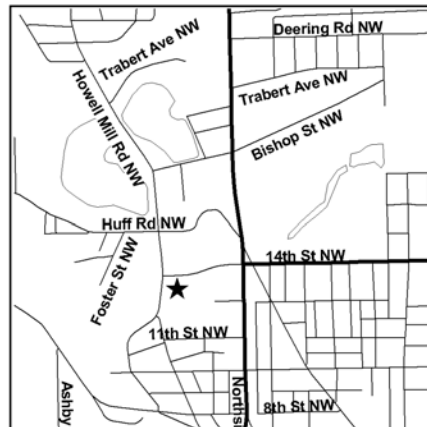 Deering Rd NW
Trabert Ave NW
Trabert Ave NW
Howell Mill Rd NW
Bishop St NW
Huff Rd NW
14th St NW
Foster St NW
11th St NW
Ashby
Norths
8th St NW